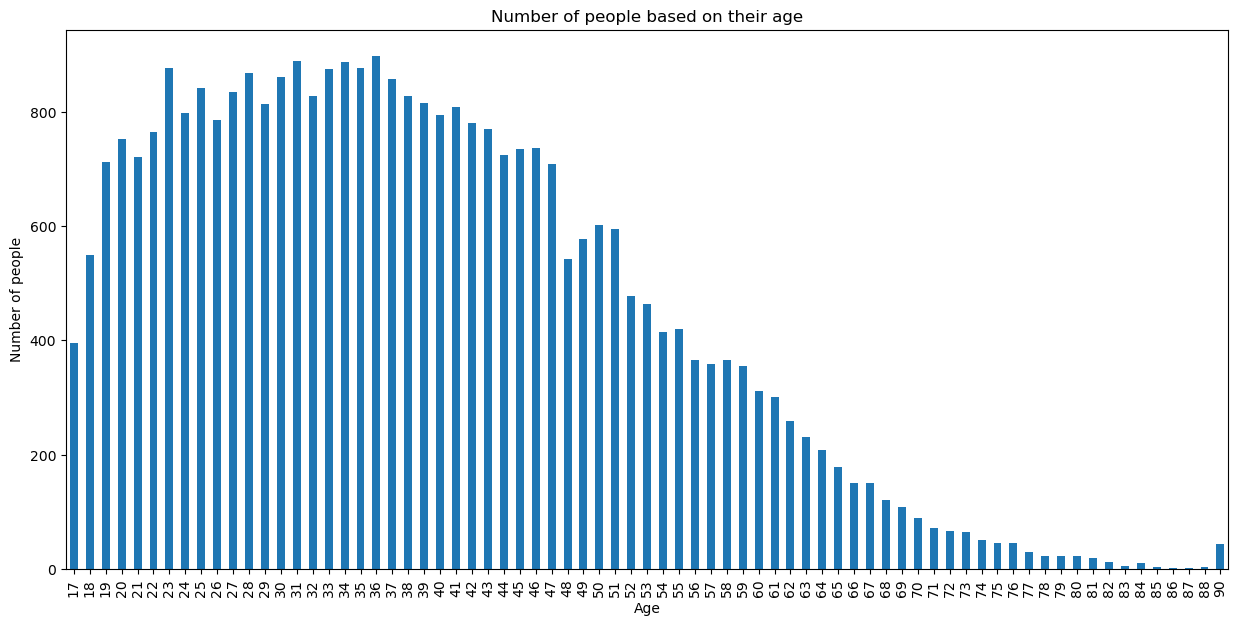 Number of people based on their age
Number of people
800
600
400
200
0
17 18 19 20 21 22 23 24 25 26 27 28 29 30 31 32 33 34 35 36 37 38 39 40 41 42 43 44 45 46 47 48 49 50 51 52 53 54 55 56 57 58 59 60 61 62 63 64 65 66 67 68 69 70 71 72 73 74 75 76 77 78 79 80 81 82 83 84 85 86 87 88 90
Age